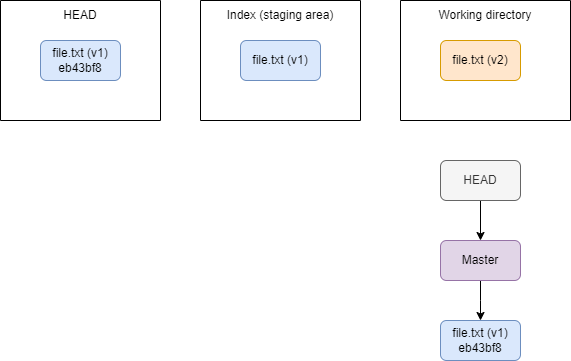 HEAD
file.txt (v1)
eb43bf8
Index (staging area)
file.txt (v1)
Working directory
file.txt (v2)
HEAD
Master
file.txt (v1)
eb43bf8